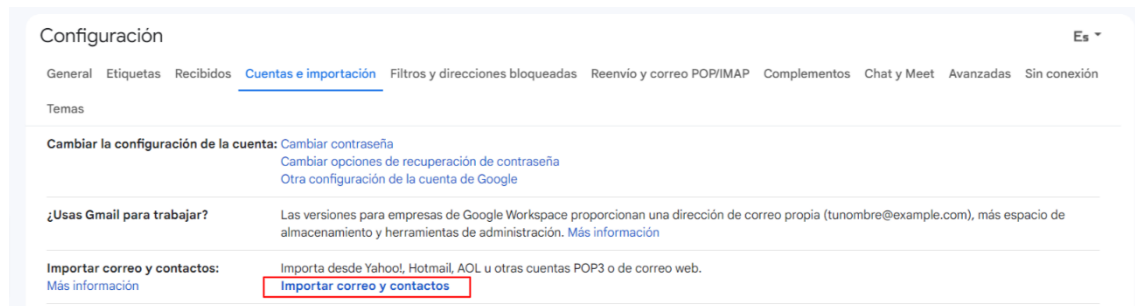 Configuración
Es
General Etiquetas Recibidos Cuentas e importación Filtros y direcciones bloqueadas Reenvío y correo POP/IMAP Complementos Chat y Meet Avanzadas Sin conexión
Temas
Cambiar la configuración de la cuenta: Cambiar contraseña
Cambiar opciones de recuperación de contraseña
Otra configuración de la cuenta de Google
¿Usas Gmail para trabajar? Las versiones para empresas de Google Workspace proporcionan una dirección de correo propia (tunombre@example.com), más espacio de
almacenamiento y herramientas de administración. Más información
Importar correo y contactos: Importa desde Yahoo!, Hotmail, AOL u otras cuentas POP3 o de correo web.
Más información Importar correo y contactos